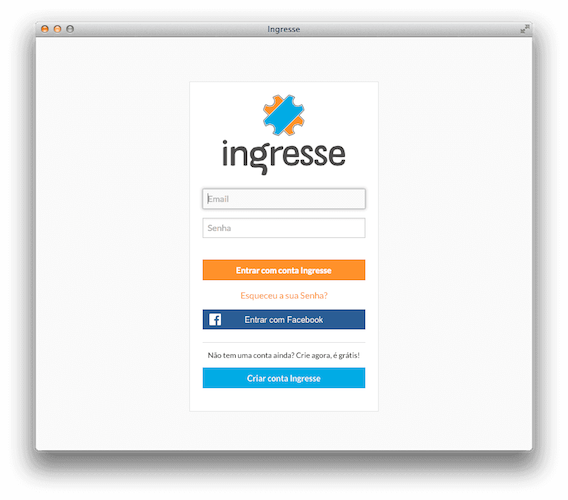 Ingresse
ingresse
Email
Senha
Entrar com conta Ingresse
Esqueceu a sua Senha?
Entrar com Facebook
Não tem uma conta ainda? Crie agora, é grátis!
Criar conta Ingresse